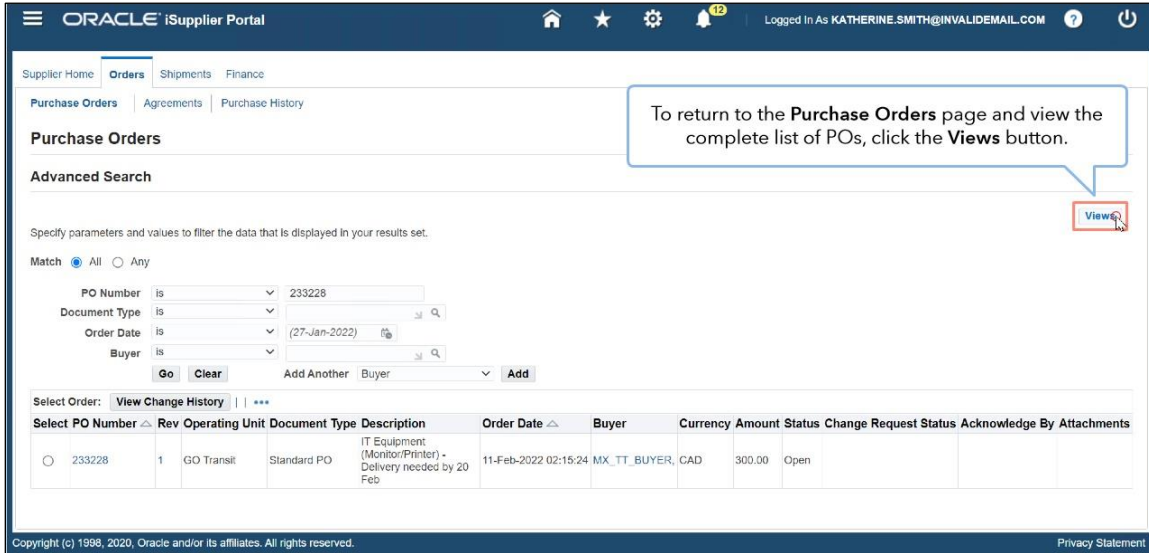 ORACLE iSupplier Portal
12
Logged In As KATHERINE.SMITH@INVALIDEMAIL.COM
?
Supplier Home Orders Shipments Finance
Purchase Orders Agreements Purchase History
To return to the Purchase Orders page and view the
complete list of POs, click the Views button.
Purchase Orders
Advanced Search
Views
Specify parameters and values to filter the data that is displayed in your results set.
Match All Any
PO Number is 233228
Document Type is
Order Date is (27-Jan-2022)
Buyer is
Go Clear Add Another Buyer Add
Select Order: View Change History | | •••
Select PO Number Rev Operating Unit Document Type Description Order Date Buyer Currency Amount Status Change Request Status Acknowledge By Attachments
233228 1 GO Transit Standard PO IT Equipment
(Monitor/Printer) -
Delivery needed by 20
Feb
11-Feb-2022 02:15:24 MX_TT_BUYER, CAD 300.00 Open
Copyright (c) 1998, 2020, Oracle and/or its affiliates. All rights reserved. Privacy Statement